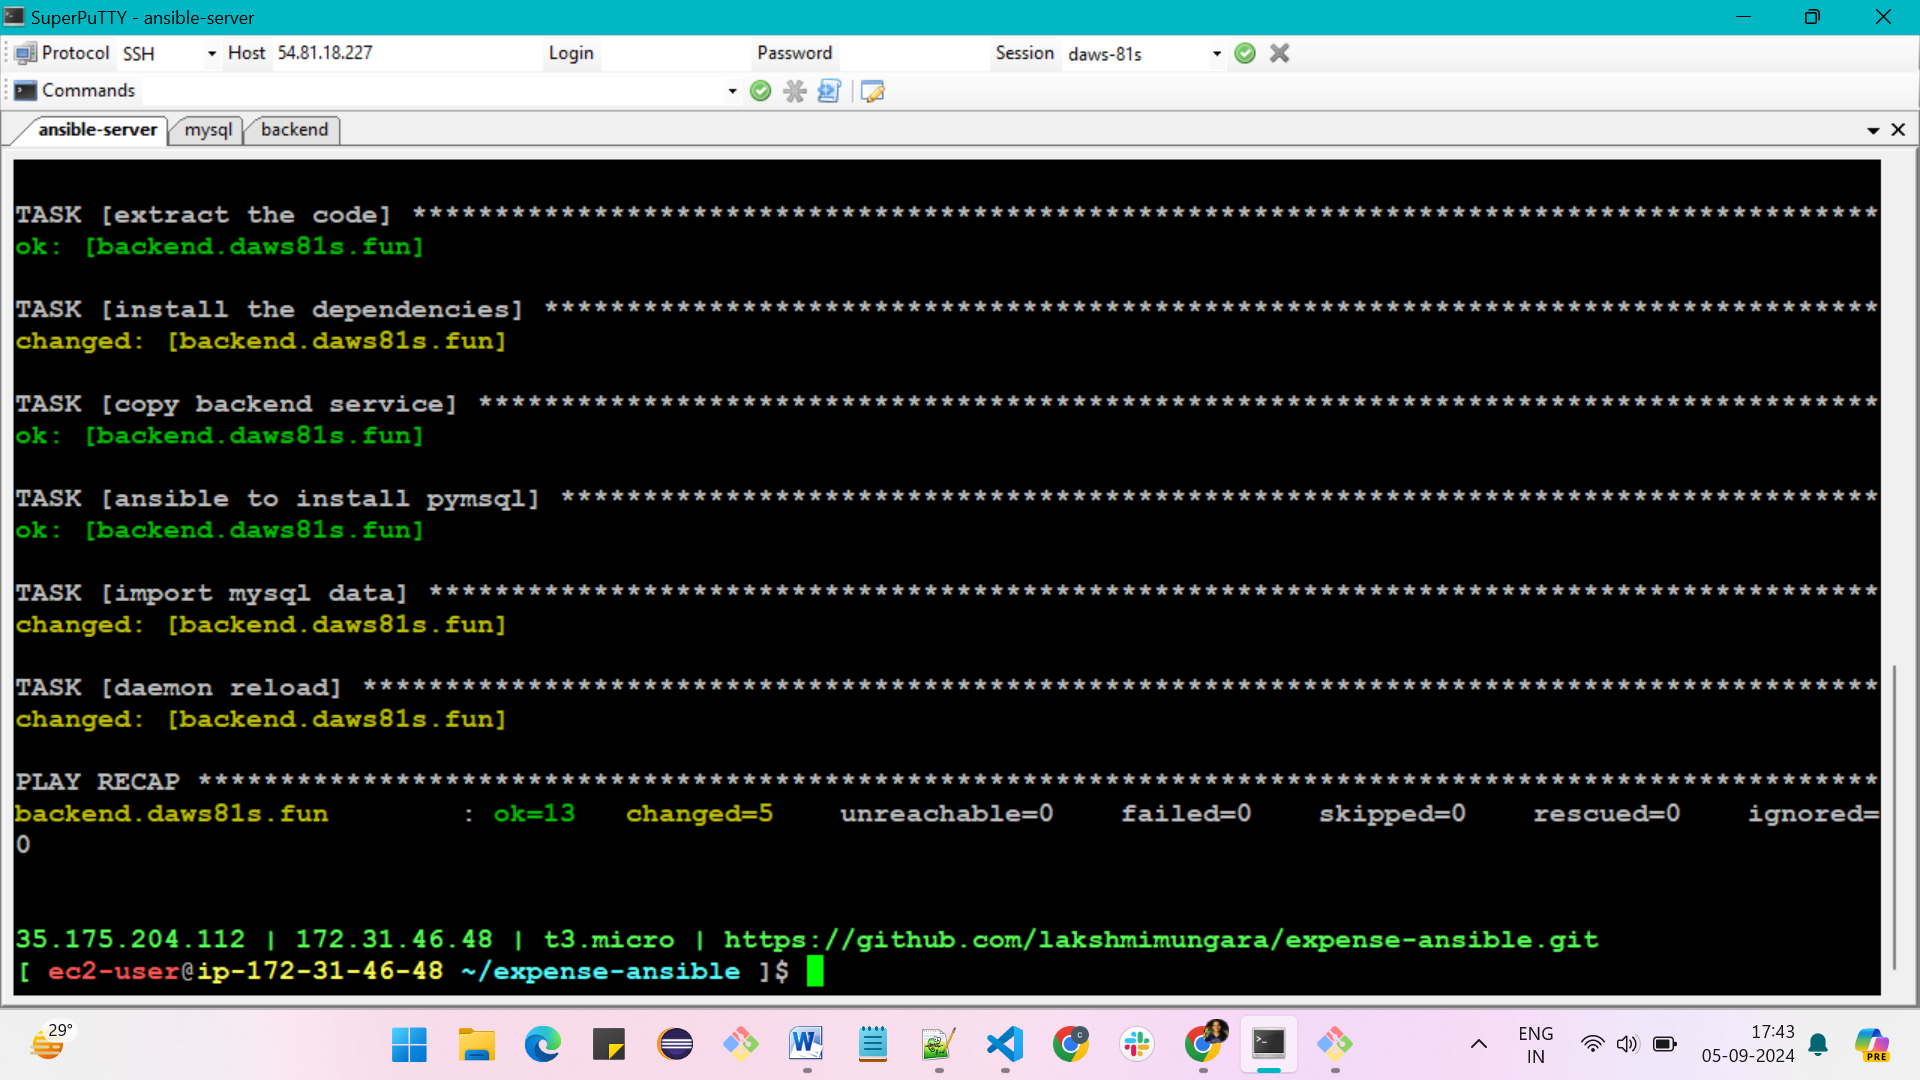 SuperPuTTY - ansible-server
Protocol SSH Host 54.81.18.227 Login Password Session daws-81s
Commands
ansible-server mysql backend
TASK [extract the code] *****************************************************************************************
ok: [backend.daws81s.fun]
TASK [install the dependencies] *********************************************************************************
changed: [backend.daws81s.fun]
TASK [copy backend service] *************************************************************************************
ok: [backend.daws81s.fun]
TASK [ansible to install pymsql] ********************************************************************************
ok: [backend.daws81s.fun]
TASK [import mysql data] ****************************************************************************************
changed: [backend.daws81s.fun]
TASK [daemon reload] ********************************************************************************************
changed: [backend.daws81s.fun]
PLAY RECAP ******************************************************************************************************
backend.daws81s.fun : ok=13 changed=5 unreachable=0 failed=0 skipped=0 rescued=0 ignored=
0
35.175.204.112 | 172.31.46.48 | t3.micro | https://github.com/lakshmimungara/expense-ansible.git
[ ec2-user@ip-172-31-46-48 ~/expense-ansible ]$
29°
ENG
IN
17:43
05-09-2024
PRE